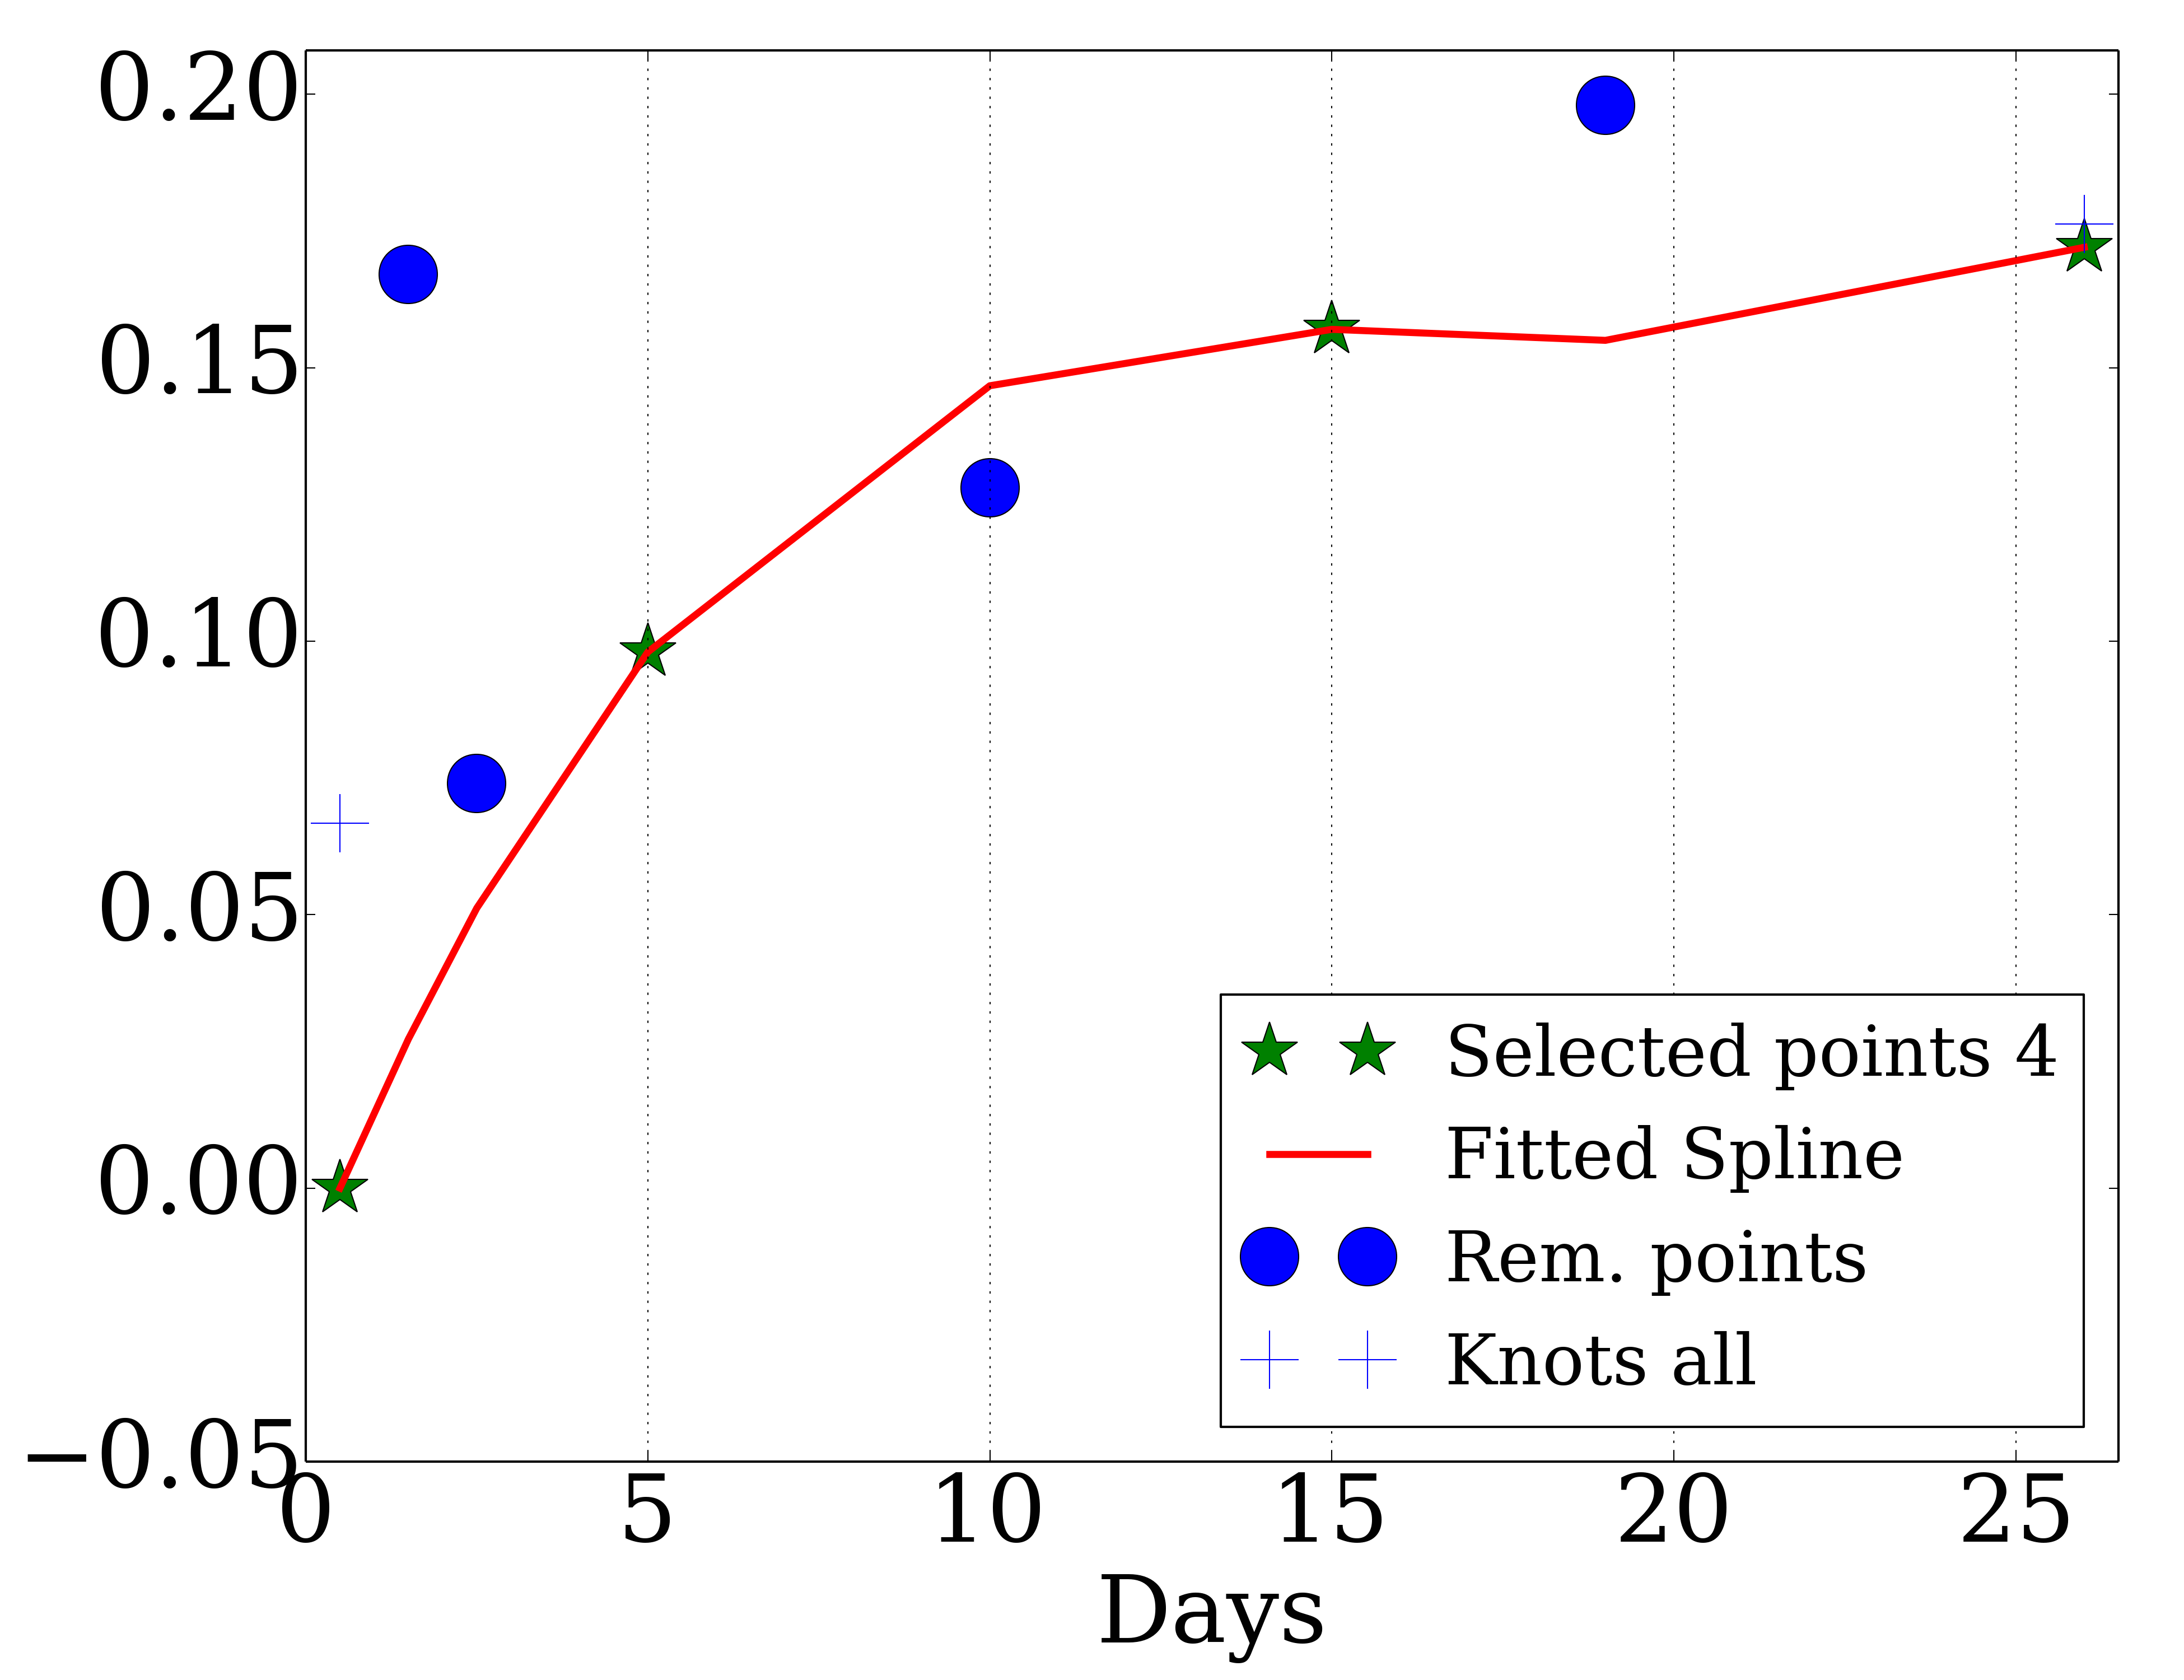 0.20
0.15
0.10
0.05
0.00
−0.05
0 5 10 15 20 25
Days
Selected points 4
Fitted Spline
Rem. points
Knots all